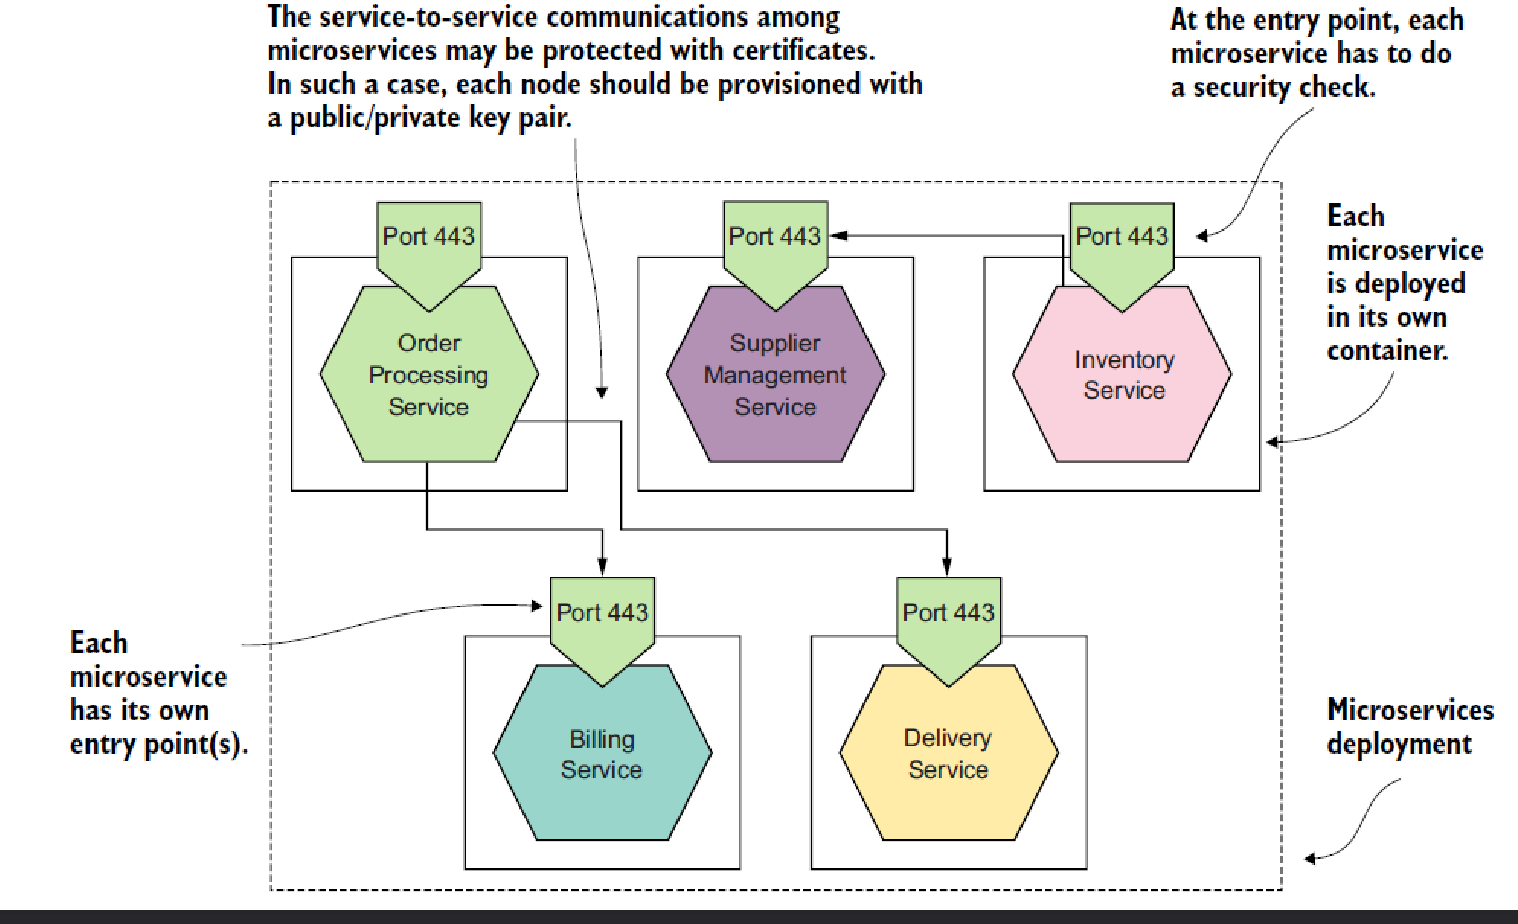 The service-to-service communications among
microservices may be protected with certificates.
In such a case, each node should be provisioned with
a public/private key pair.
At the entry point, each
microservice has to do
a security check.
Port 443
Port 443
Port 443
Each
microservice
is deployed
in its own
container.
Order
Processing
Service
Supplier
Management
Service
Inventory
Service
Port 443
Port 443
Each
microservice
has its own
entry point(s).
Billing
Service
Delivery
Service
Microservices
deployment